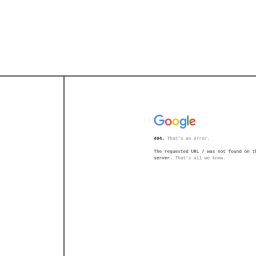 Google
404. That's an error.
The requested URL / was not found on th
server. That's all we know.